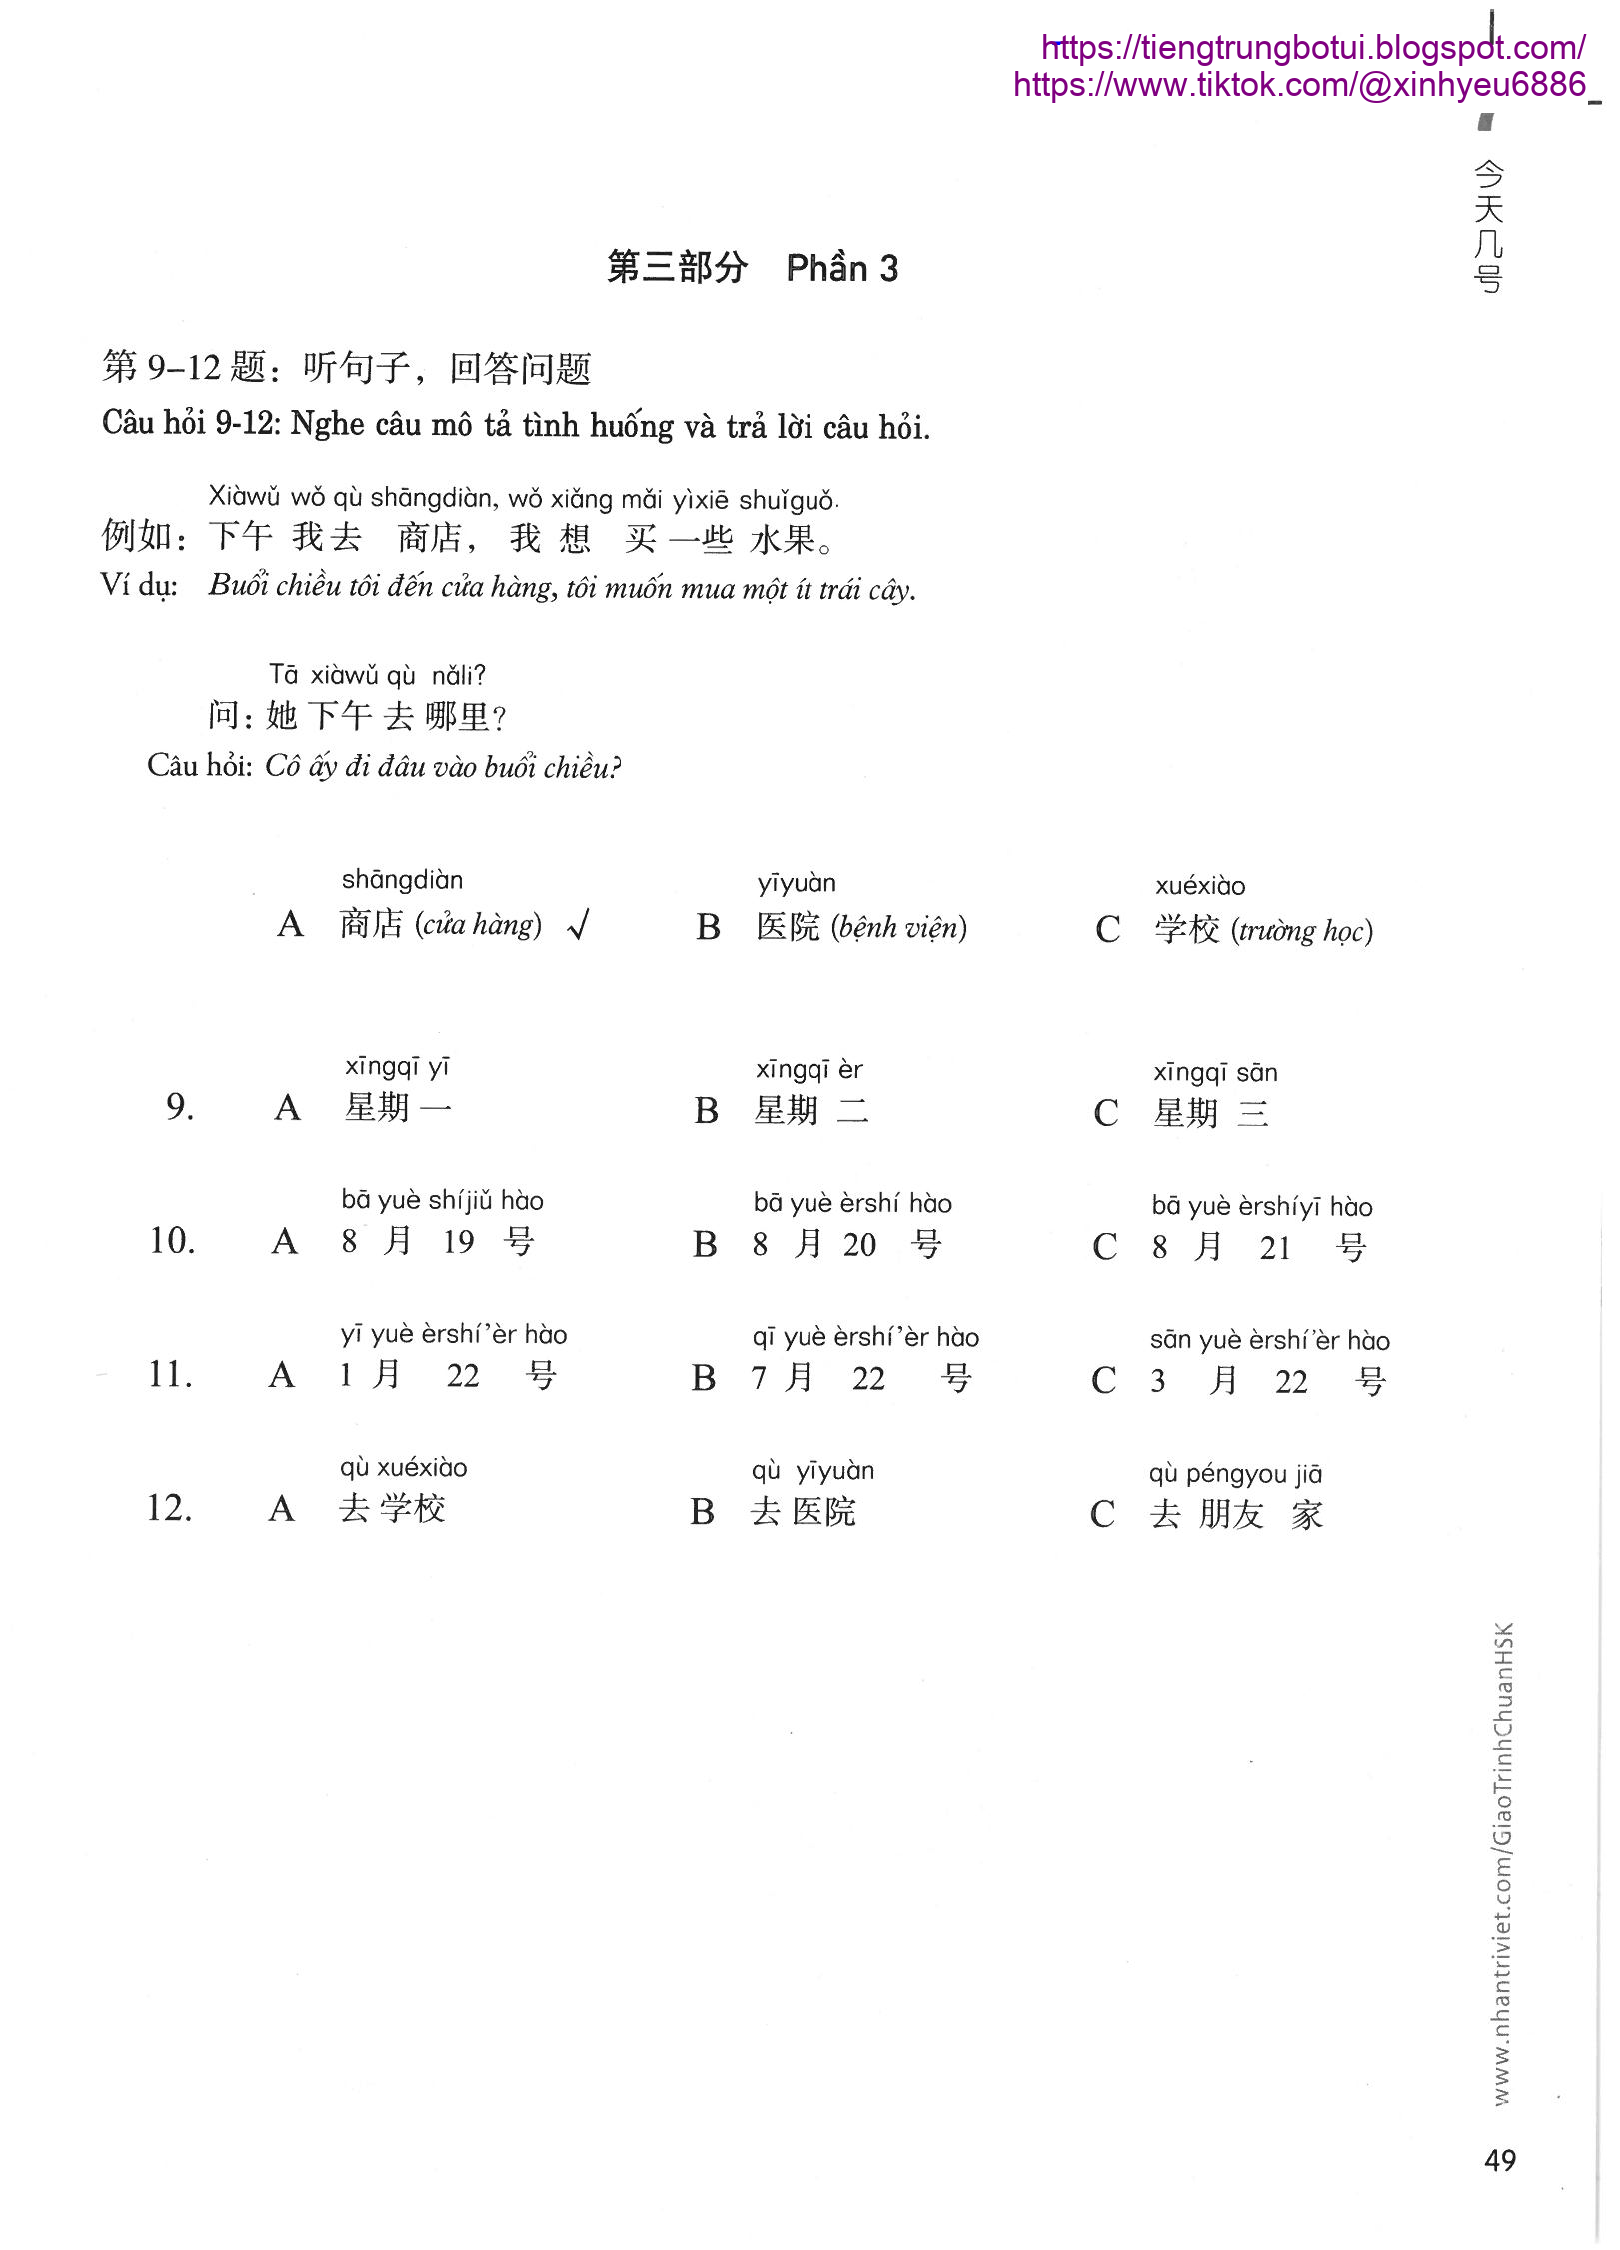 https://tiengtrungbotui.blogspot.com/
https://www.tiktok.com/@xinhyeu6886
今天几号
第三部分 Phần 3
第 9–12 题：听句子，回答问题
Câu hỏi 9-12: Nghe câu mô tả tình huống và trả lời câu hỏi.
Xiàwǔ wǒ qù shāngdiàn, wǒ xiǎng mǎi yìxiē shuǐguǒ.
例如：下午 我 去 商店， 我 想 买 一些 水果。
Ví dụ: Buổi chiều tôi đến cửa hàng, tôi muốn mua một ít trái cây.
Tā xiàwǔ qù nǎli?
问：她 下午 去 哪里？
Câu hỏi: Cô ấy đi đâu vào buổi chiều?
shāngdiàn yīyuàn xuéxiào
A 商店 (cửa hàng) √ B 医院 (bệnh viện) C 学校 (trường học)
xīngqī yī xīngqī èr xīngqī sān
9. A 星期 一 B 星期 二 C 星期 三
bā yuè shíjiǔ hào bā yuè èrshí hào bā yuè èrshíyī hào
10. A 8 月 19 号 B 8 月 20 号 C 8 月 21 号
yī yuè èrshí'èr hào qī yuè èrshí'èr hào sān yuè èrshí'èr hào
11. A 1 月 22 号 B 7 月 22 号 C 3 月 22 号
qù xuéxiào qù yīyuàn qù péngyou jiā
12. A 去 学校 B 去 医院 C 去 朋友 家
www.nhantriviet.com/GiaoTrinhChuanHSK
49